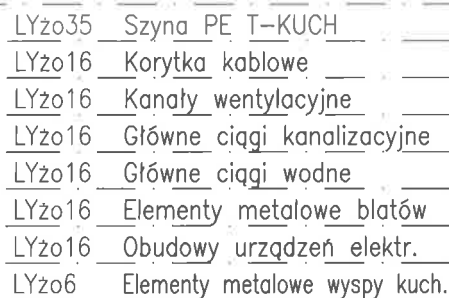 LYżo35 Szyna PE T-KUCH
LYżo16 Korytka kablowe
LYżo16 Kanały wentylacyjne
LYżo16 Główne ciągi kanalizacyjne
LYżo16 Główne ciągi wodne
LYżo16 Elementy metalowe blatów
LYżo16 Obudowy urządzeń elektr.
LYżo6 Elementy metalowe wyspy kuch.